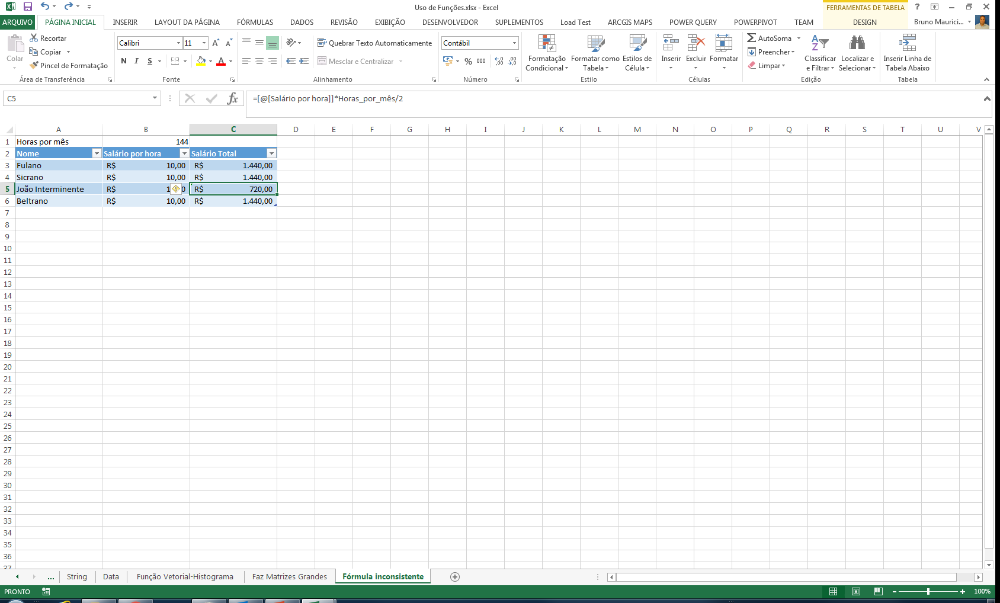 Uso de Funções.xlsx - Excel
FERRAMENTAS DE TABELA
?
ARQUIVO PÁGINA INICIAL INSERIR LAYOUT DA PÁGINA FÓRMULAS DADOS REVISÃO EXIBIÇÃO DESENVOLVEDOR SUPLEMENTOS Load Test ARCGIS MAPS POWER QUERY POWERPIVOT TEAM DESIGN Bruno Maurici...
Colar
Recortar
Copiar
Pincel de Formatação
Área de Transferência
Calibri 11 A A
N I S A
Fonte
Quebrar Texto Automaticamente
Mesclar e Centralizar
Alinhamento
Contábil
% 000 ,00 ,00
Número
Formatação Condicional
Formatar como Tabela
Estilos de Célula
Estilo
Inserir Excluir Formatar
Células
AutoSoma
Preencher
Limpar
Classificar e Filtrar
Localizar e Selecionar
Edição
Inserir Linha de Tabela Abaixo
Tabela
C5 fx =[@[Salário por hora]]*Horas_por_mês/2
A B C D E F G H I J K L M N O P Q R S T U V
1 Horas por mês 144
2 Nome Salário por hora Salário Total
3 Fulano R$ 10,00 R$ 1.440,00
4 Sicrano R$ 10,00 R$ 1.440,00
5 João Interminente R$ 1 0 R$ 720,00
6 Beltrano R$ 10,00 R$ 1.440,00
7
8
9
10
11
12
13
14
15
16
17
18
19
20
21
22
23
24
25
26
27
28
29
30
31
32
33
34
35
36
37
... String Data Função Vetorial-Histograma Faz Matrizes Grandes Fórmula inconsistente
PRONTO 100%